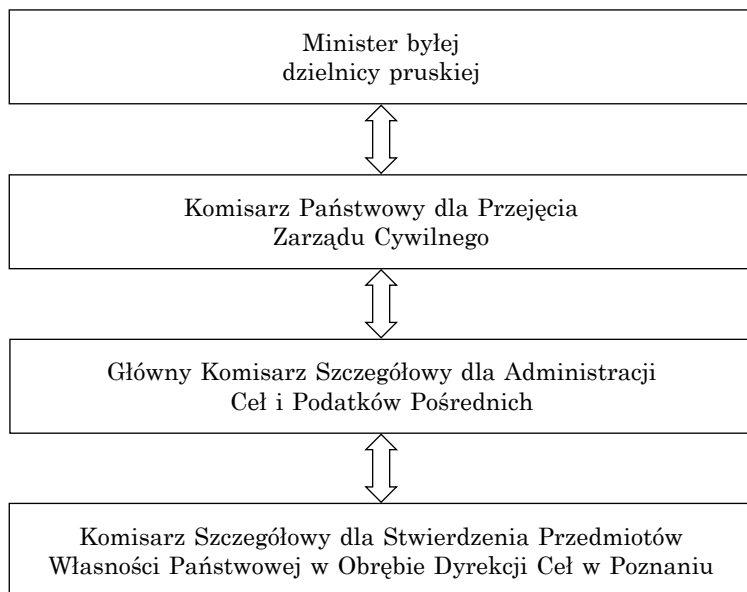 Minister byłej
dzielnicy pruskiej
Komisarz Państwowy dla Przejęcia
Zarządu Cywilnego
Główny Komisarz Szczegółowy dla Administracji
Ceł i Podatków Pośrednich
Komisarz Szczegółowy dla Stwierdzenia Przedmiotów
Własności Państwowej w Obrębie Dyrekcji Ceł w Poznaniu